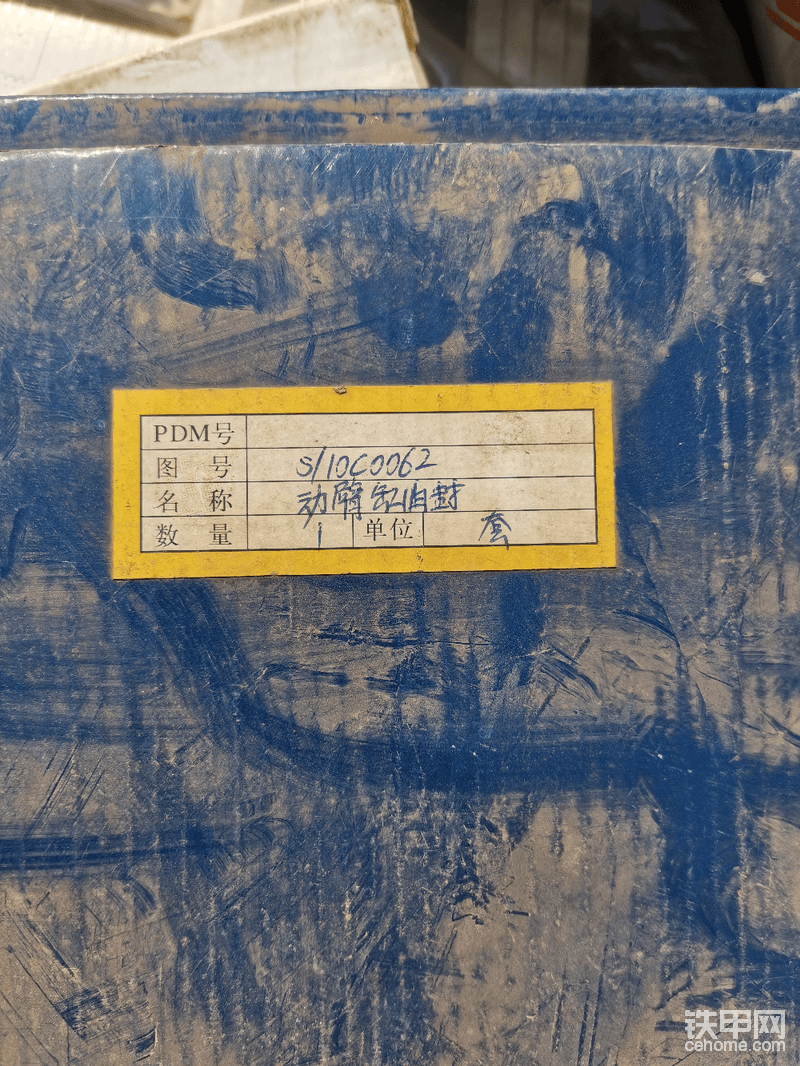 PDM号
图号 S/10C0062
名称 动臂缸油封
数量 1 单位 套
铁甲网
cehome.com